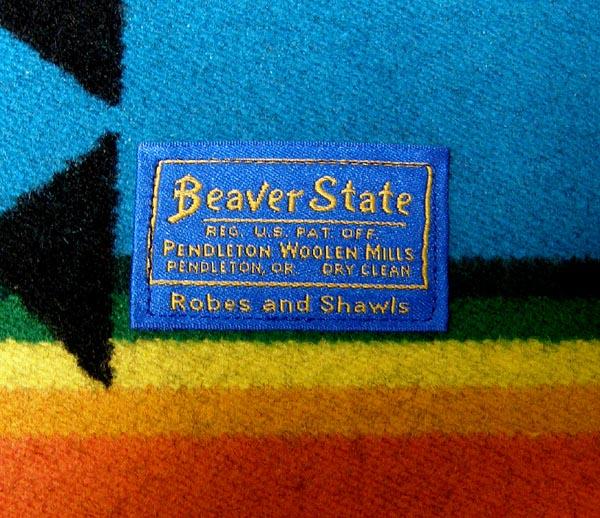 Beaver State
REG. U.S. PAT. OFF.
PENDLETON WOOLEN MILLS
PENDLETON, OR. DRY CLEAN
Robes and Shawls